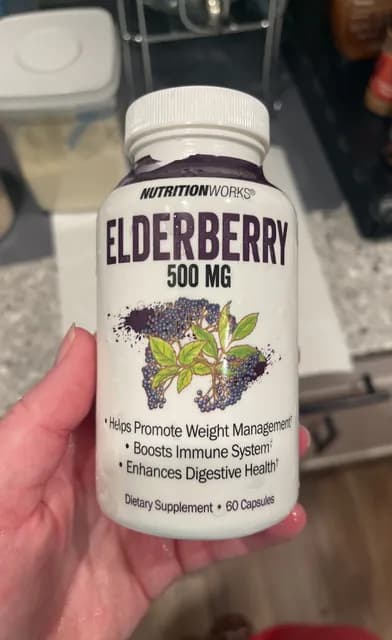 NUTRITIONWORKS®
ELDERBERRY
500 MG
• Helps Promote Weight Management†
• Boosts Immune System‡
• Enhances Digestive Health†
Dietary Supplement • 60 Capsules